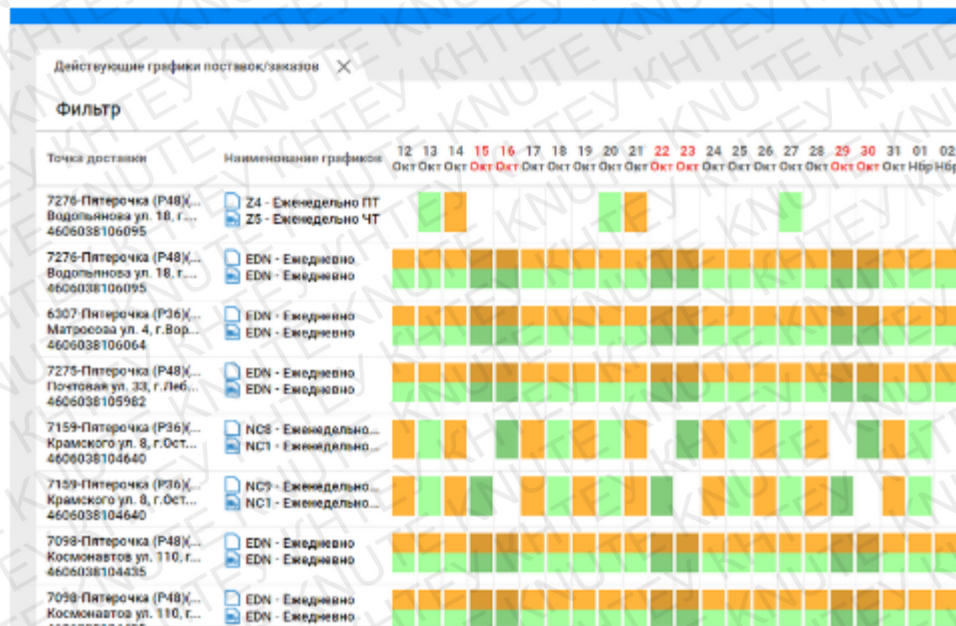 Действующие графики поставок/заказов
Фильтр
Точка доставки Наименование графиков 12 13 14 15 16 17 18 19 20 21 22 23 24 25 26 27 28 29 30 31 01 02
Окт Окт Окт Окт Окт Окт Окт Окт Окт Окт Окт Окт Окт Окт Окт Окт Окт Окт Окт Окт Нбр Нбр
7276-Пятерочка (P48)(...
Водопьянова ул. 18, г....
4606038106095
Z4 - Еженедельно ПТ
Z5 - Еженедельно ЧТ
7276-Пятерочка (P48)(...
Водопьянова ул. 18, г....
4606038106095
EDN - Ежедневно
EDN - Ежедневно
6307-Пятерочка (P36)(...
Матросова ул. 4, г.Вор...
4606038106064
EDN - Ежедневно
EDN - Ежедневно
7275-Пятерочка (P48)(...
Почтовая ул. 33, г.Леб...
4606038105982
EDN - Ежедневно
EDN - Ежедневно
7159-Пятерочка (P36)(...
Крамского ул. 8, г.Ост...
4606038104640
NC8 - Еженедельно...
NC1 - Еженедельно...
7159-Пятерочка (P36)(...
Крамского ул. 8, г.Ост...
4606038104640
NC9 - Еженедельно...
NC1 - Еженедельно...
7098-Пятерочка (P48)(...
Космонавтов ул. 110, г...
4606038104435
EDN - Ежедневно
EDN - Ежедневно
7098-Пятерочка (P48)(...
Космонавтов ул. 110, г...
EDN - Ежедневно
EDN - Ежедневно
KNUTE КНТЕУ